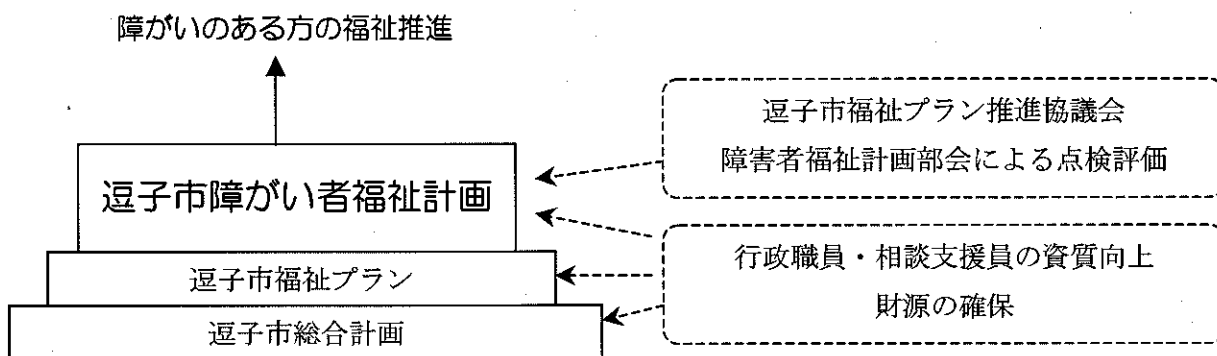 障がいのある方の福祉推進
逗子市福祉プラン推進協議会
障害者福祉計画部会による点検評価
逗子市障がい者福祉計画
行政職員・相談支援員の資質向上
財源の確保
逗子市福祉プラン
逗子市総合計画